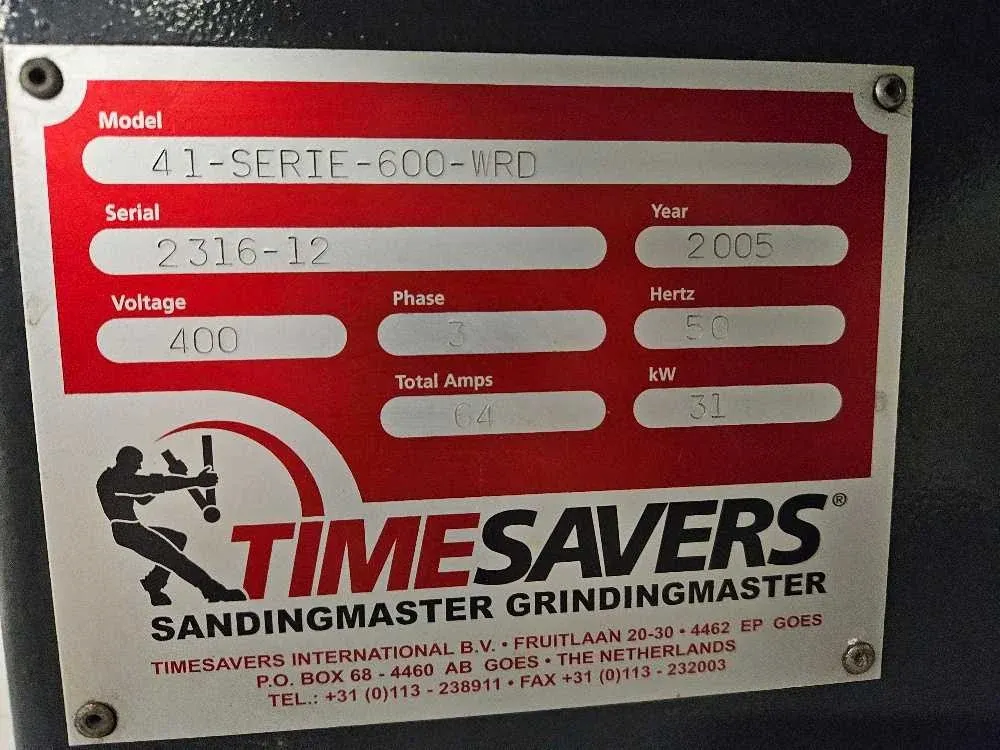 Model
41-SERIE-600-WRD
Serial
2316-12
Year
2005
Voltage
400
Phase
3
Hertz
50
Total Amps
64
kW
31
TIMESAVERS®
SANDINGMASTER GRINDINGMASTER
TIMESAVERS INTERNATIONAL B.V. • FRUITLAAN 20-30 • 4462 EP GOES
P.O. BOX 68 - 4460 AB GOES • THE NETHERLANDS
TEL.: +31 (0)113 - 238911 • FAX +31 (0)113 - 232003